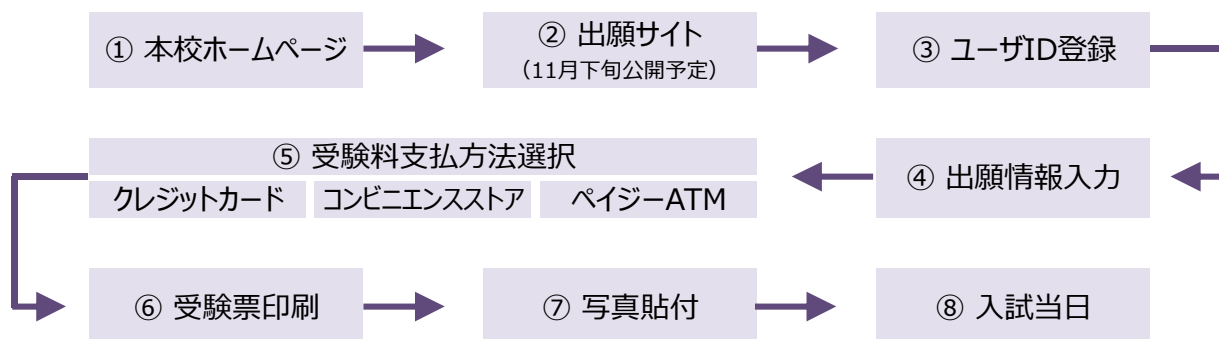 ① 本校ホームページ
② 出願サイト
（11月下旬公開予定）
③ ユーザID登録
④ 出願情報入力
⑤ 受験料支払方法選択
クレジットカード
コンビニエンスストア
ペイジーATM
⑥ 受験票印刷
⑦ 写真貼付
⑧ 入試当日